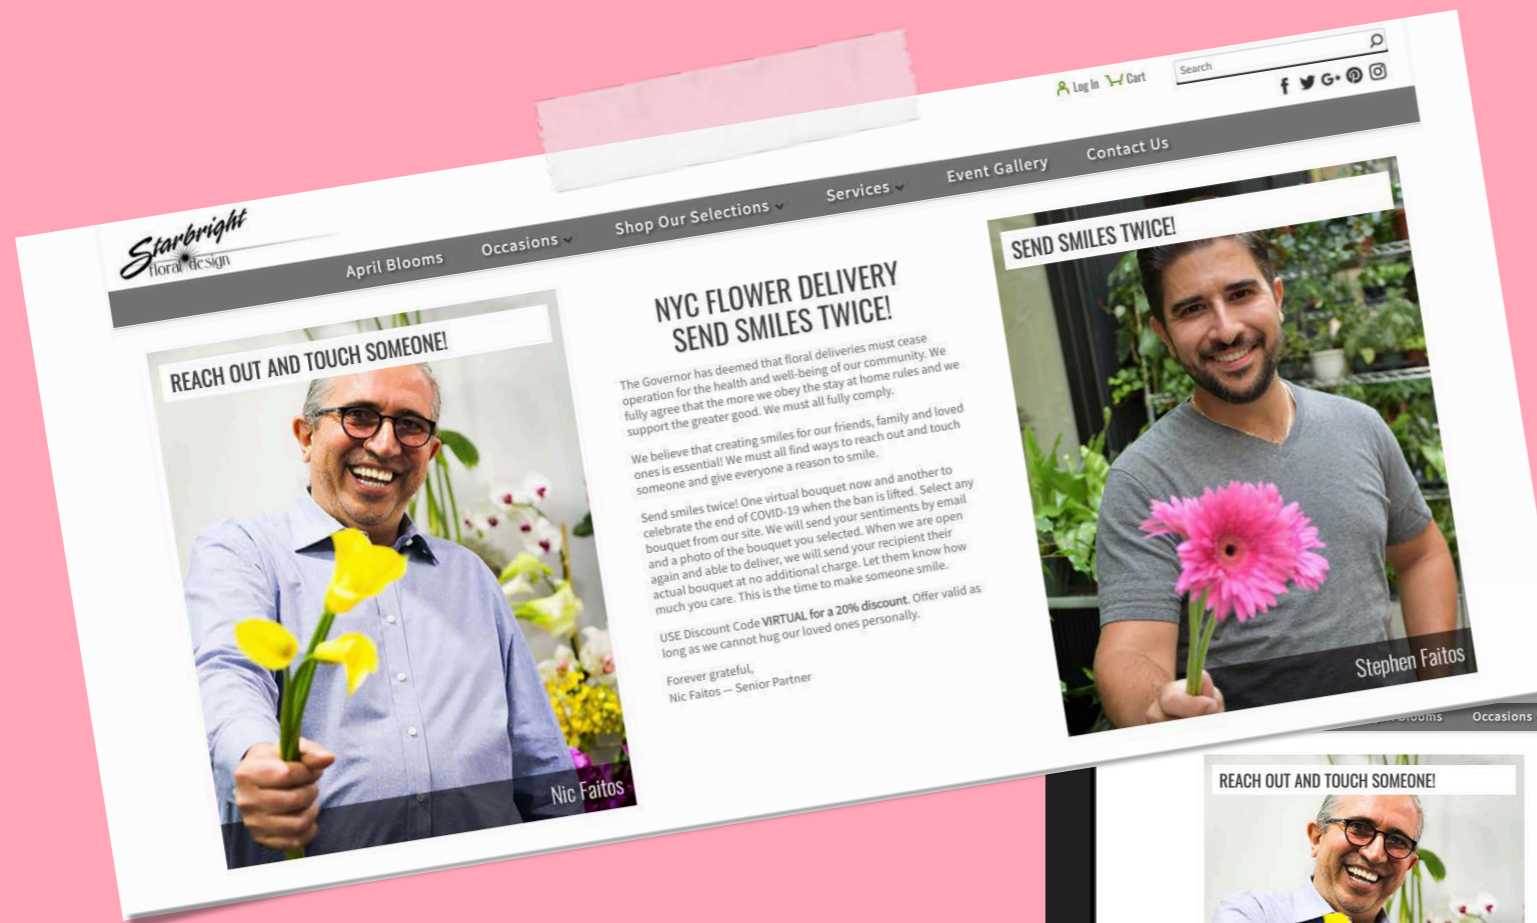 Log In
Cart
Search
Starbright
floral design
April Blooms
Occasions
Shop Our Selections
Services
Event Gallery
Contact Us
REACH OUT AND TOUCH SOMEONE!
Nic Faitos
NYC FLOWER DELIVERY
SEND SMILES TWICE!
The Governor has deemed that floral deliveries must cease
operation for the health and well-being of our community. We
fully agree that the more we obey the stay at home rules and we
support the greater good. We must all fully comply.
We believe that creating smiles for our friends, family and loved
ones is essential! We must all find ways to reach out and touch
someone and give everyone a reason to smile.
Send smiles twice! One virtual bouquet now and another to
celebrate the end of COVID-19 when the ban is lifted. Select any
bouquet from our site. We will send your sentiments by email
and a photo of the bouquet you selected. When we are open
again and able to deliver, we will send your recipient their
actual bouquet at no additional charge. Let them know how
much you care. This is the time to make someone smile.
USE Discount Code VIRTUAL for a 20% discount. Offer valid as
long as we cannot hug our loved ones personally.
Forever grateful,
Nic Faitos — Senior Partner
SEND SMILES TWICE!
Stephen Faitos
Blooms
Occasions
REACH OUT AND TOUCH SOMEONE!